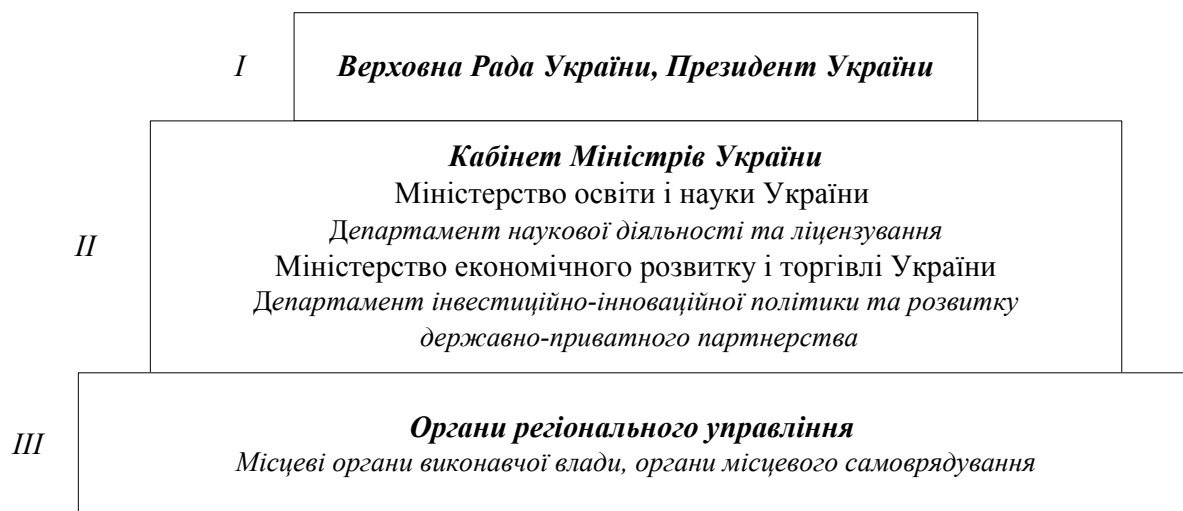 I
Верховна Рада України, Президент України
Кабінет Міністрів України
Міністерство освіти і науки України
Департамент наукової діяльності та ліцензування
II
Міністерство економічного розвитку і торгівлі України
Департамент інвестиційно-інноваційної політики та розвитку
державно-приватного партнерства
Органи регіонального управління
III
Місцеві органи виконавчої влади, органи місцевого самоврядування